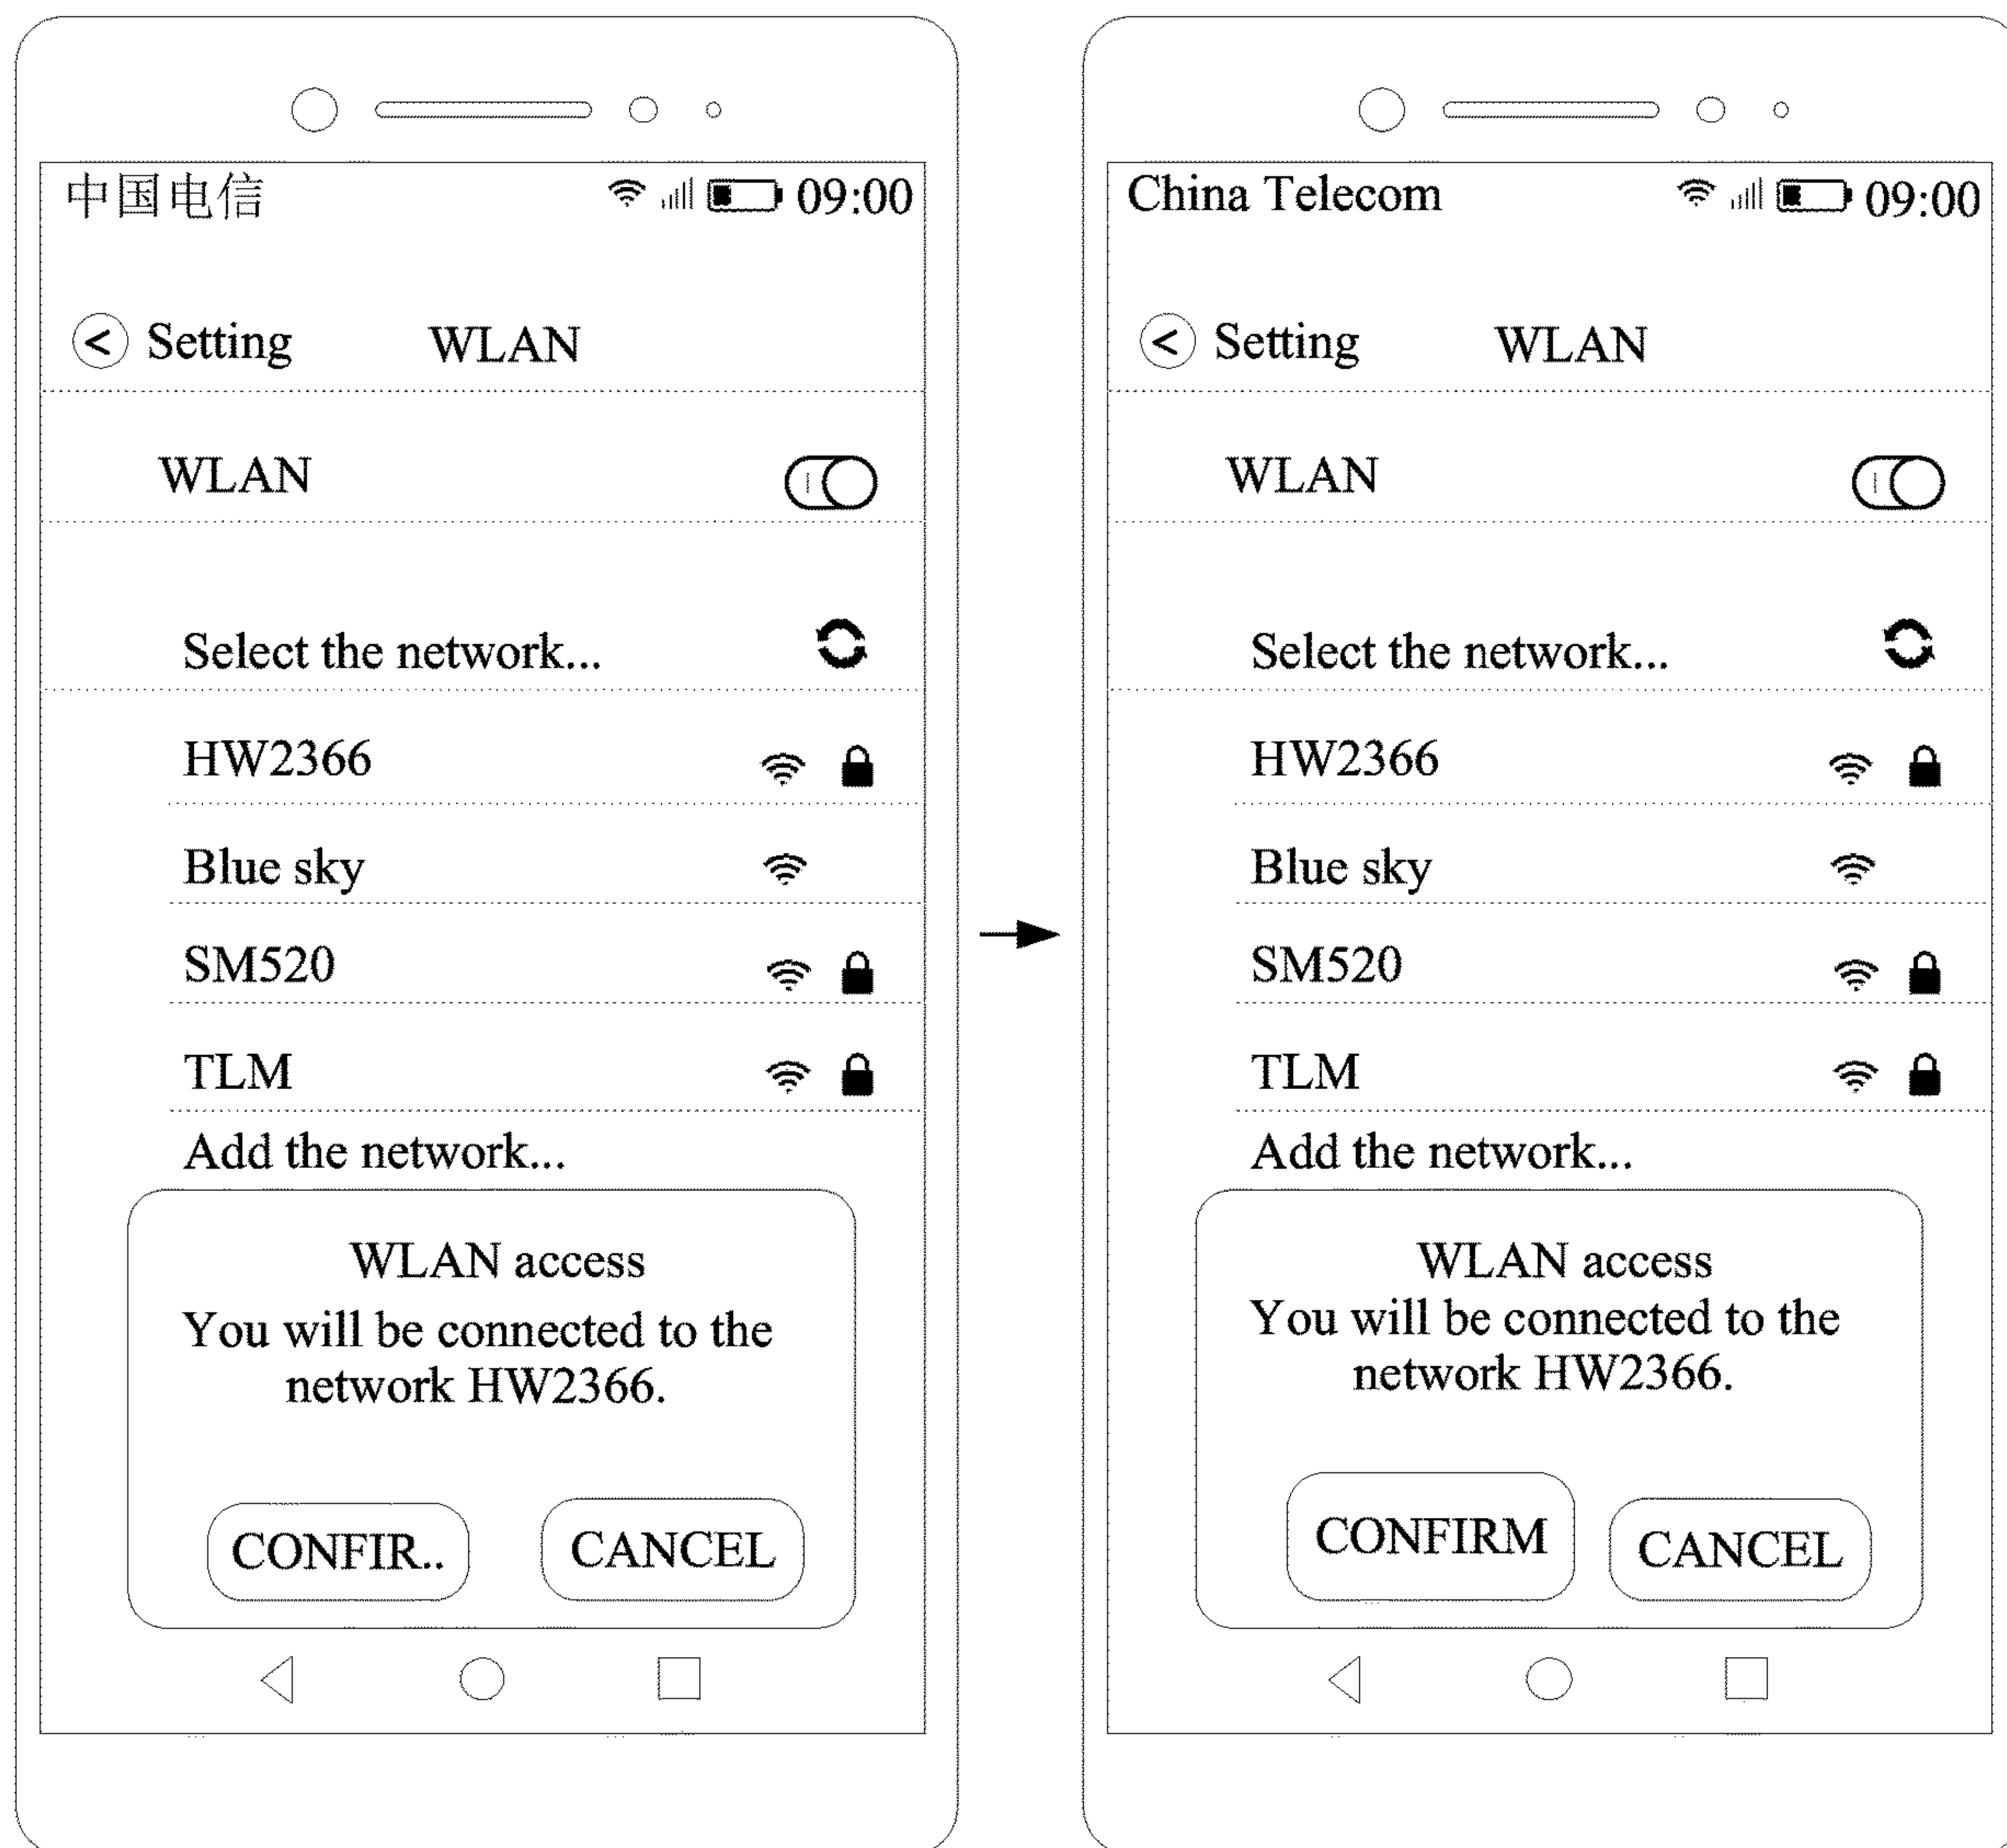 中国电信 09:00
< Setting WLAN
WLAN
Select the network...
HW2366
Blue sky
SM520
TLM
Add the network...
WLAN access
You will be connected to the
network HW2366.
CONFIR.. CANCEL
China Telecom 09:00
< Setting WLAN
WLAN
Select the network...
HW2366
Blue sky
SM520
TLM
Add the network...
WLAN access
You will be connected to the
network HW2366.
CONFIRM CANCEL